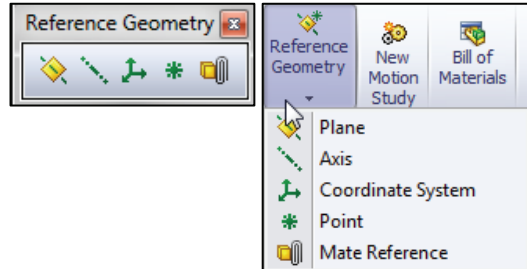 Reference Geometry
Reference
Geometry
New
Motion
Study
Bill of
Materials
Plane
Axis
Coordinate System
Point
Mate Reference